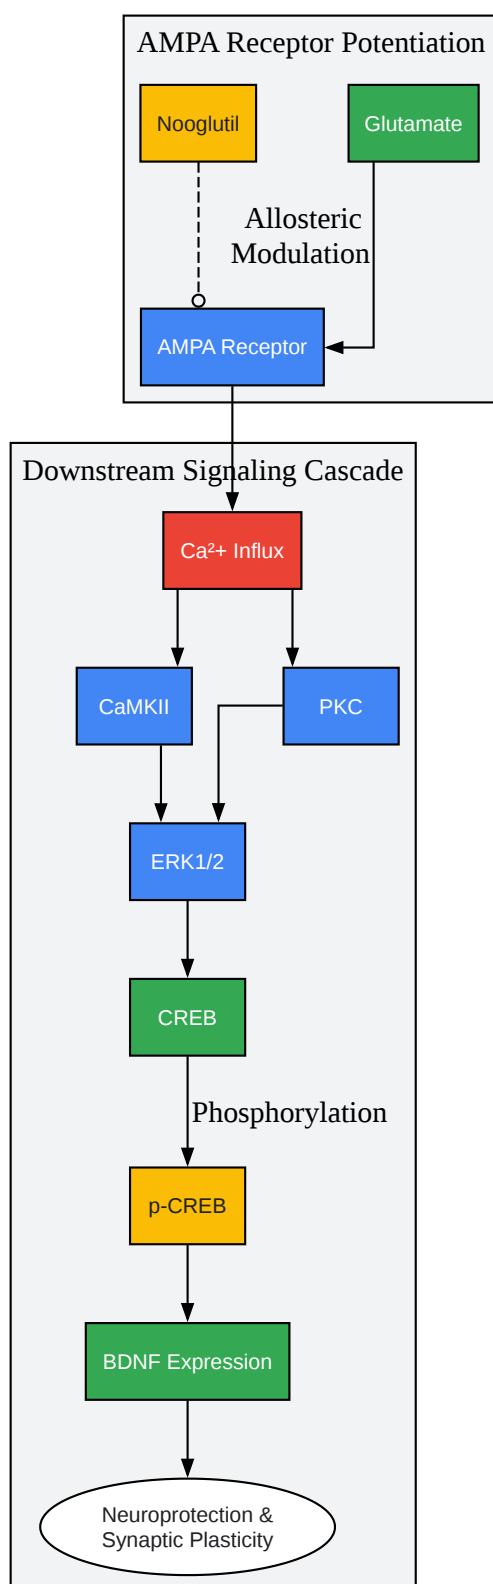 AMPA Receptor Potentiation
Nooglutil
Glutamate
Allosteric
Modulation
AMPA Receptor
Downstream Signaling Cascade
Ca²+ Influx
CaMKII
PKC
ERK1/2
CREB
Phosphorylation
p-CREB
BDNF Expression
Neuroprotection &
Synaptic Plasticity